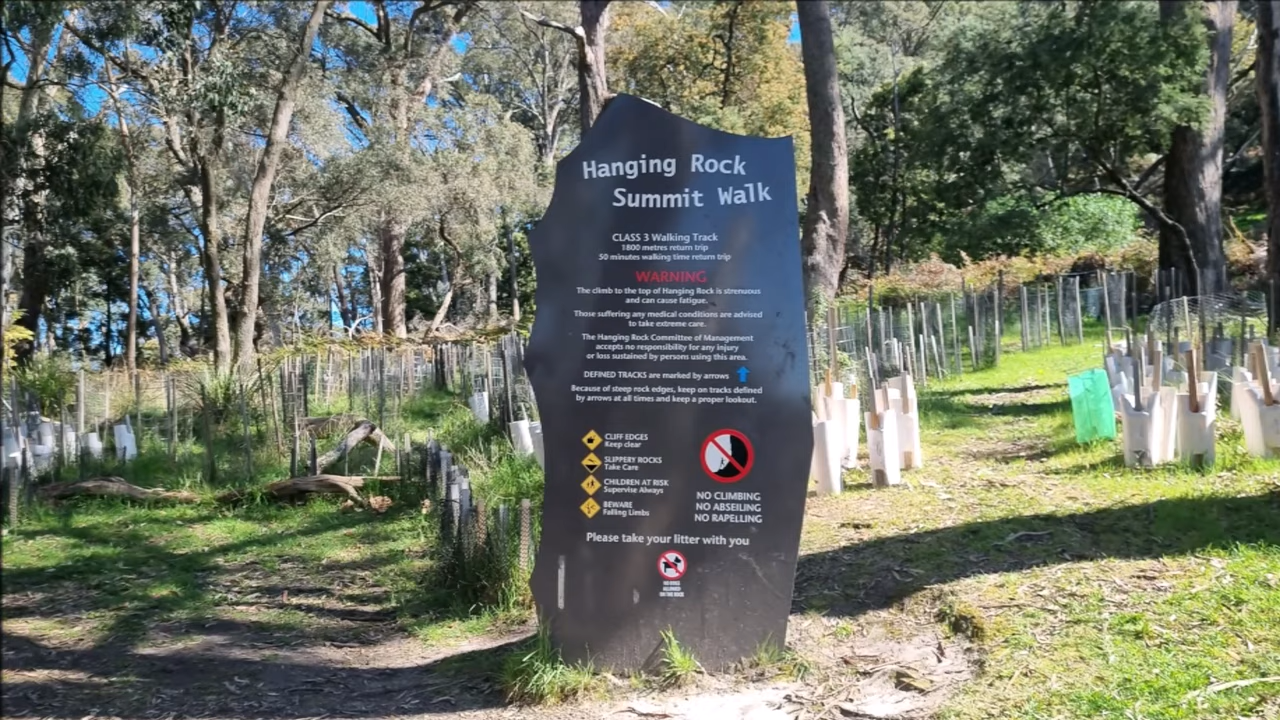 Hanging Rock
Summit Walk
CLASS 3 Walking Track
1800 metres return trip
50 minutes walking time return trip
WARNING
The climb to the top of Hanging Rock is strenuous
and can cause fatigue.
Those suffering any medical conditions are advised
to take extreme care.
The Hanging Rock Committee of Management
accepts no responsibility for any injury
or loss sustained by persons using this area.
DEFINED TRACKS are marked by arrows
Because of steep rock edges, keep on tracks defined
by arrows at all times and keep a proper lookout.
CLIFF EDGES
Keep clear
SLIPPERY ROCKS
Take Care
CHILDREN AT RISK
Supervise Always
BEWARE
Falling Limbs
NO CLIMBING
NO ABSEILING
NO RAPELLING
Please take your litter with you
NO DOGS
ALLOWED
ON THE ROCK